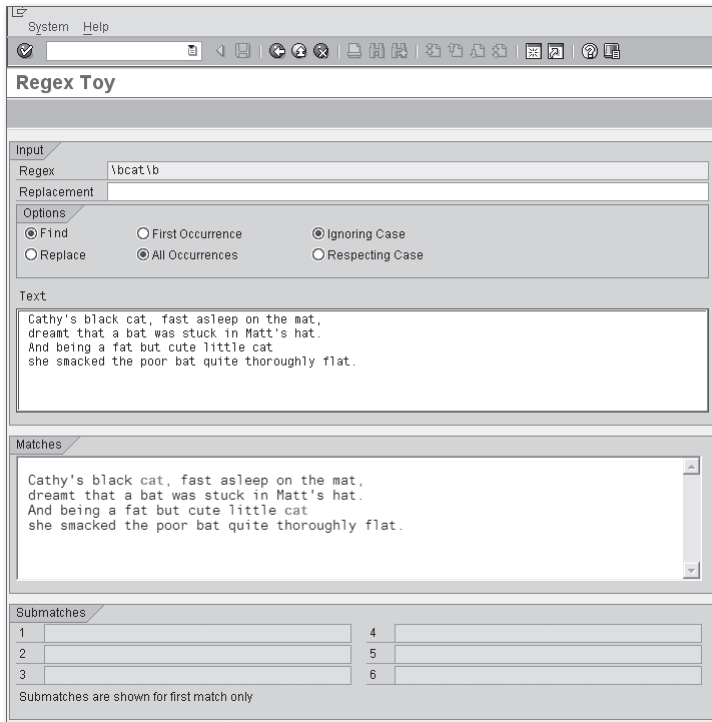 System Help
Regex Toy
Input
Regex \bcat\b
Replacement
Options
Find First Occurrence Ignoring Case
Replace All Occurrences Respecting Case
Text
Cathy's black cat, fast asleep on the mat,
dreamt that a bat was stuck in Matt's hat.
And being a fat but cute little cat
she smacked the poor bat quite thoroughly flat.
Matches
Cathy's black cat, fast asleep on the mat,
dreamt that a bat was stuck in Matt's hat.
And being a fat but cute little cat
she smacked the poor bat quite thoroughly flat.
Submatches
1 4
2 5
3 6
Submatches are shown for first match only